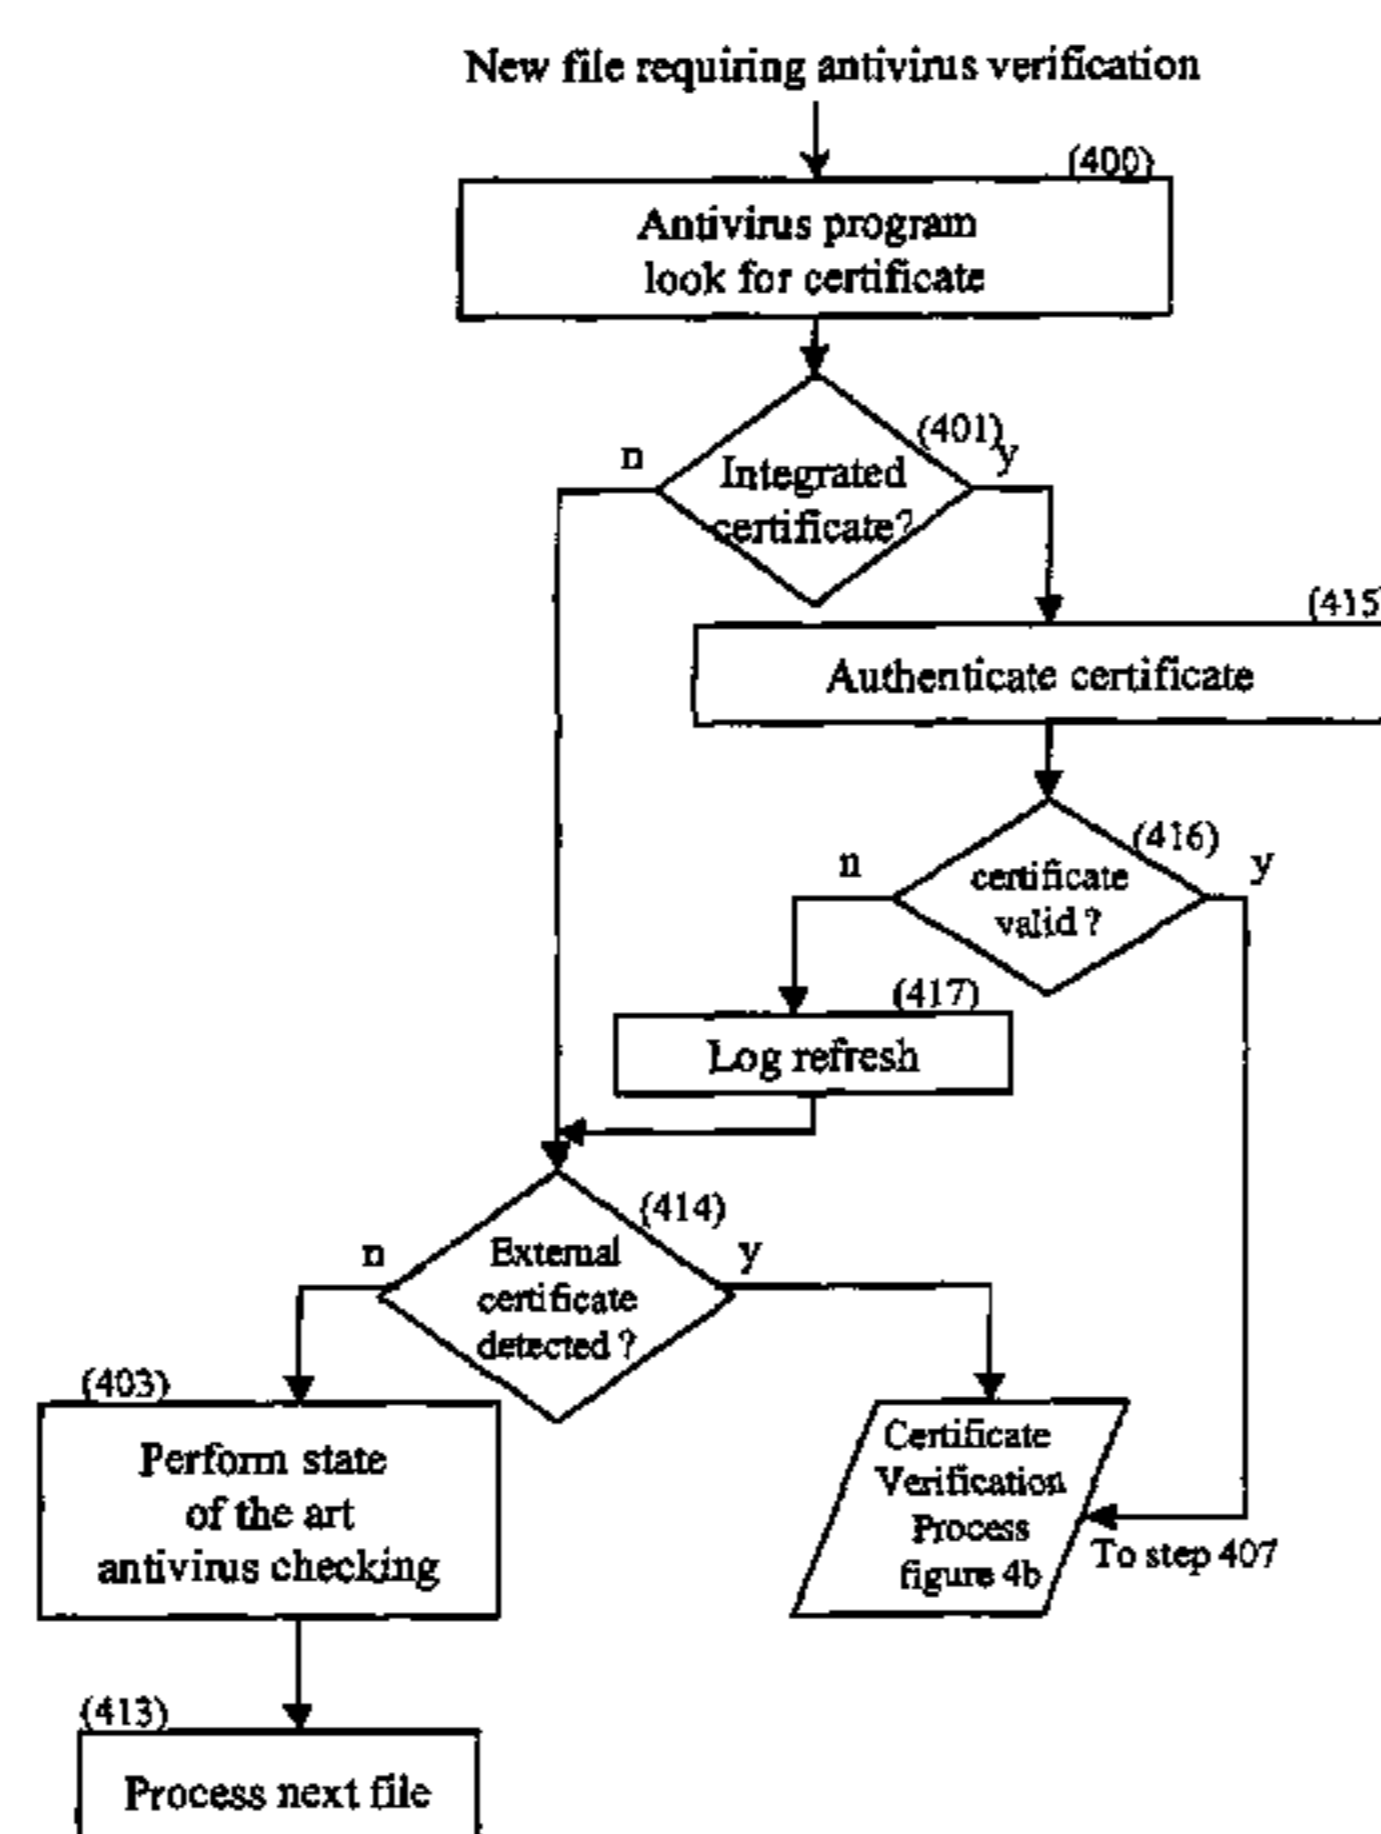 New file requiring antivirus verification
(400)
Antivirus program
look for certificate
(401)
n
y
Integrated
certificate?
(415)
Authenticate certificate
(416)
n
y
certificate
valid ?
(417)
Log refresh
(414)
n
y
External
certificate
detected ?
(403)
Perform state
of the art
antivirus checking
Certificate
Verification
Process
figure 4b
To step 407
(413)
Process next file